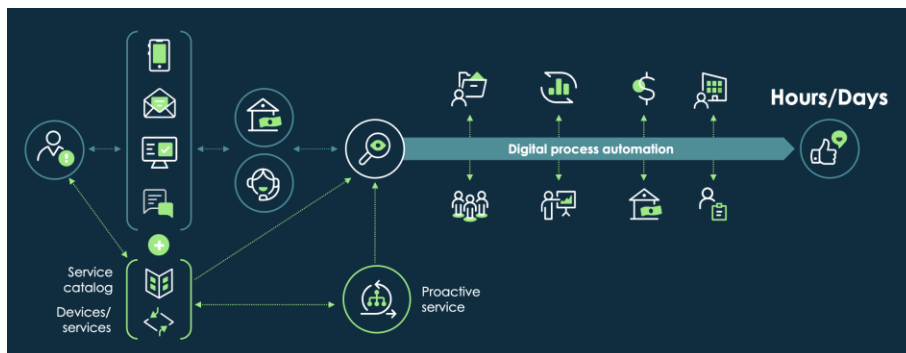 Hours/Days
Digital process automation
Service
catalog
Devices/
services
Proactive
service